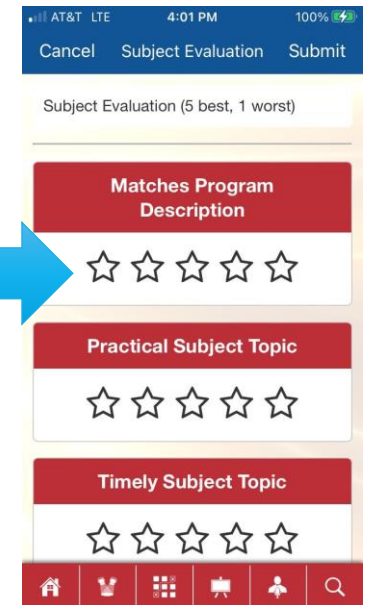 AT&T LTE 4:01 PM 100%
Cancel Subject Evaluation Submit
Subject Evaluation (5 best, 1 worst)
Matches Program
Description
Practical Subject Topic
Timely Subject Topic